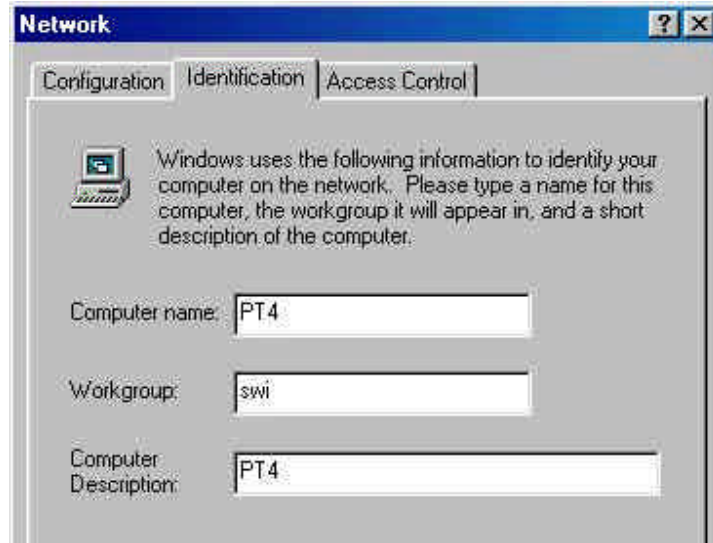 Network
Configuration Identification Access Control
Windows uses the following information to identify your
computer on the network. Please type a name for this
computer, the workgroup it will appear in, and a short
description of the computer.
Computer name: PT4
Workgroup: swi
Computer
Description: PT4